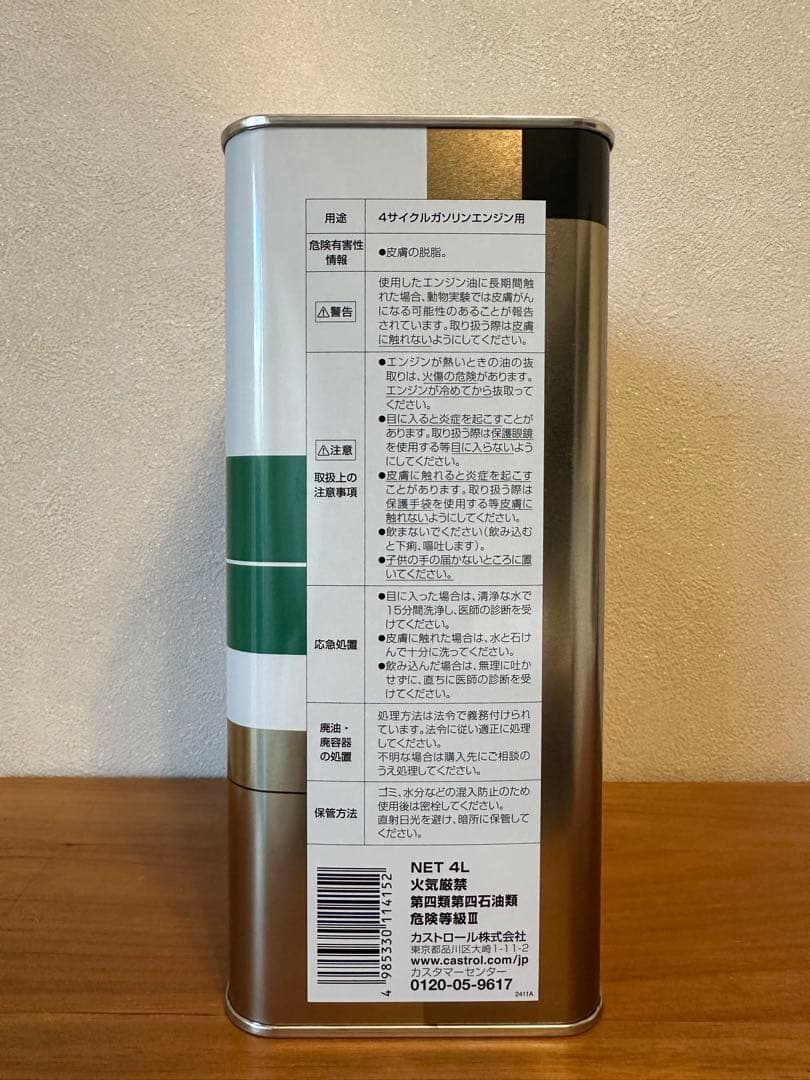 用途
4サイクルガソリンエンジン用
危険有害性
情報
●皮膚の脱脂。
⚠警告
使用したエンジン油に長期間触
れた場合、動物実験では皮膚がん
になる可能性のあることが報告
されています。取り扱う際は皮膚
に触れないようにしてください。
⚠注意
取扱上の
注意事項
●エンジンが熱いときの油の抜
取りは、火傷の危険があります。
エンジンが冷めてから抜取って
ください。
●目に入ると炎症を起こすことが
あります。取り扱う際は保護眼鏡
を使用する等目に入らないよう
にしてください。
●皮膚に触れると炎症を起こす
ことがあります。取り扱う際は
保護手袋を使用する等皮膚に
触れないようにしてください。
●飲まないでください(飲み込む
と下痢、嘔吐します)。
●子供の手の届かないところに置
いてください。
応急処置
●目に入った場合は、清浄な水で
15分間洗浄し、医師の診断を受
けてください。
●皮膚に触れた場合は、水と石け
んで十分に洗ってください。
●飲み込んだ場合は、無理に吐か
せずに、直ちに医師の診断を受
けてください。
廃油・
廃容器
の処置
処理方法は法令で義務付けられ
ています。法令に従い適正に処理
してください。
不明な場合は購入先にご相談の
うえ処理してください。
保管方法
ゴミ、水分などの混入防止のため
使用後は密栓してください。
直射日光を避け、暗所に保管して
ください。
4 985330 114152
NET 4L
火気厳禁
第四類第四石油類
危険等級Ⅲ
カストロール株式会社
東京都品川区大崎1-11-2
www.castrol.com/jp
カスタマーセンター
0120-05-9617
2411A